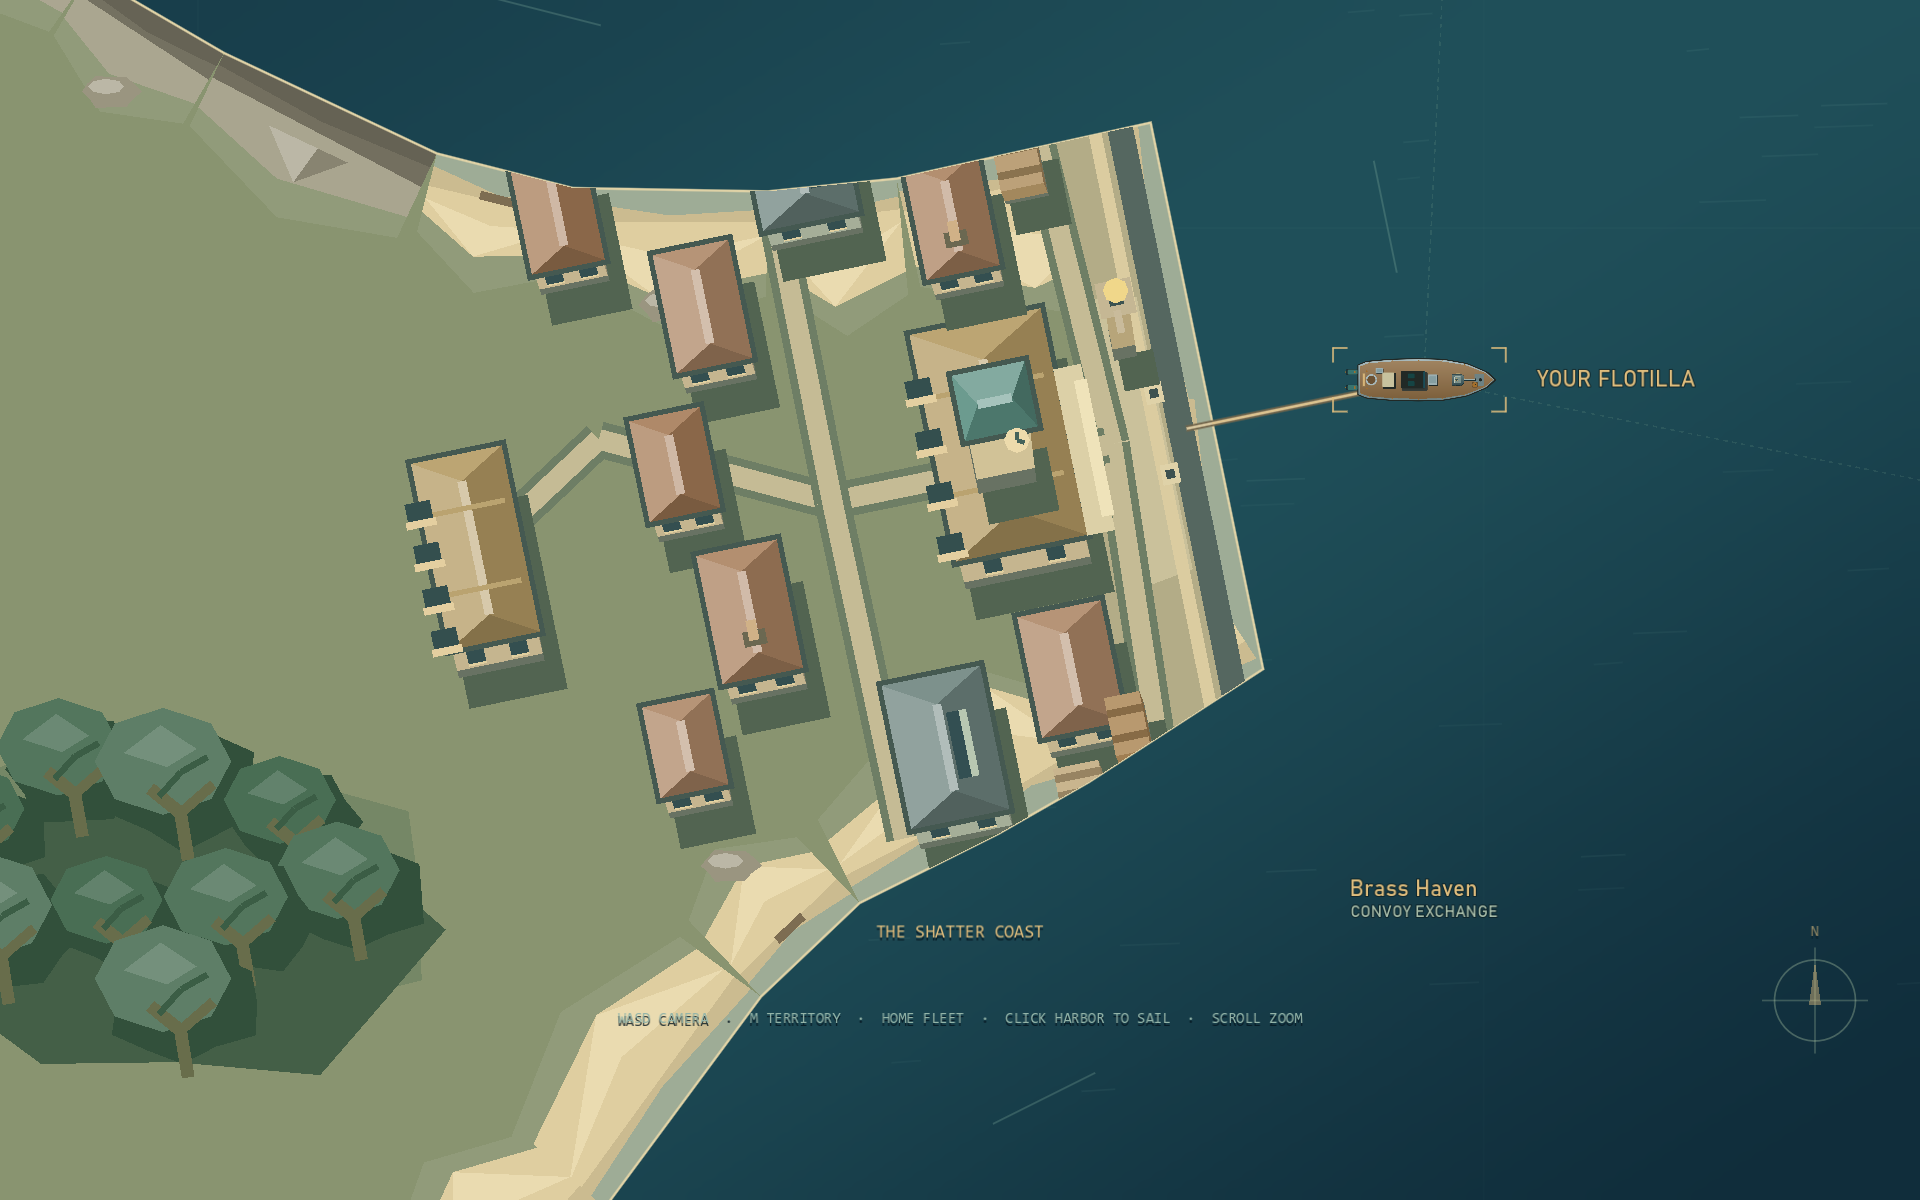 YOUR FLOTILLA
Brass Haven
CONVOY EXCHANGE
THE SHATTER COAST
N
WASD CAMERA · M TERRITORY · HOME FLEET · CLICK HARBOR TO SAIL · SCROLL ZOOM